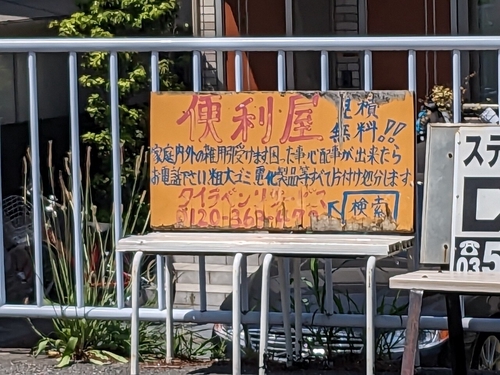 便利屋
見積
無料!!
家庭内外の雑用所受けます困った事、心配事が出来たら
お電話下さい粗大ゴミ電化製品等すべて片付け処分します。
検索
ステ
03